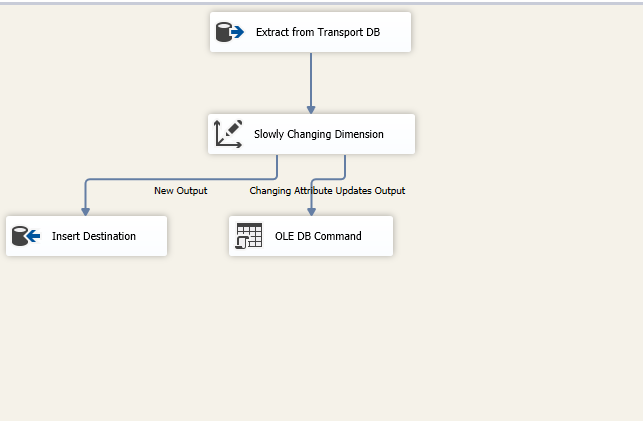 Extract from Transport DB
Slowly Changing Dimension
New Output
Changing Attribute Updates Output
Insert Destination
OLE DB Command